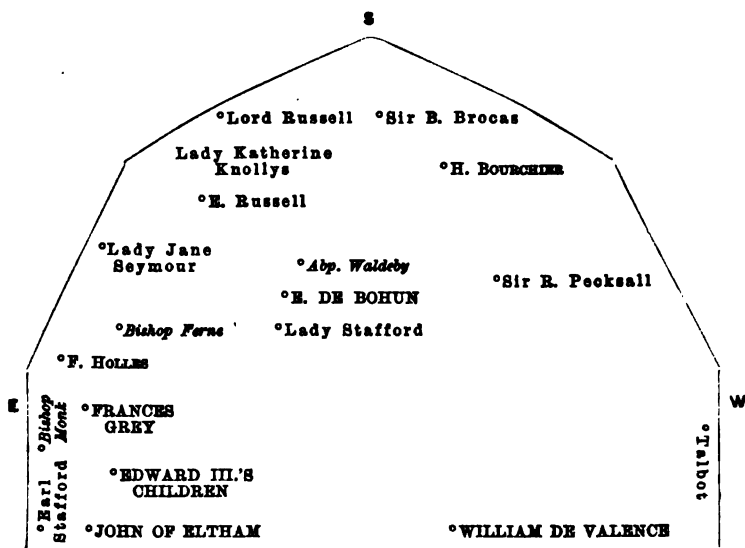 S
°Lord Russell °Sir B. Brocas
Lady Katherine
Knollys
°H. BOURCHIER
°E. Russell
°Lady Jane
Seymour
°Abp. Waldeby
°Sir R. Pecksall
°E. DE BOHUN
°Bishop Ferne
°Lady Stafford
°F. HOLLES
E
W
°Bishop
Monk
°FRANCES
GREY
°Talbot
°Earl
Stafford
°EDWARD III.'S
CHILDREN
°JOHN OF ELTHAM
°WILLIAM DE VALENCE